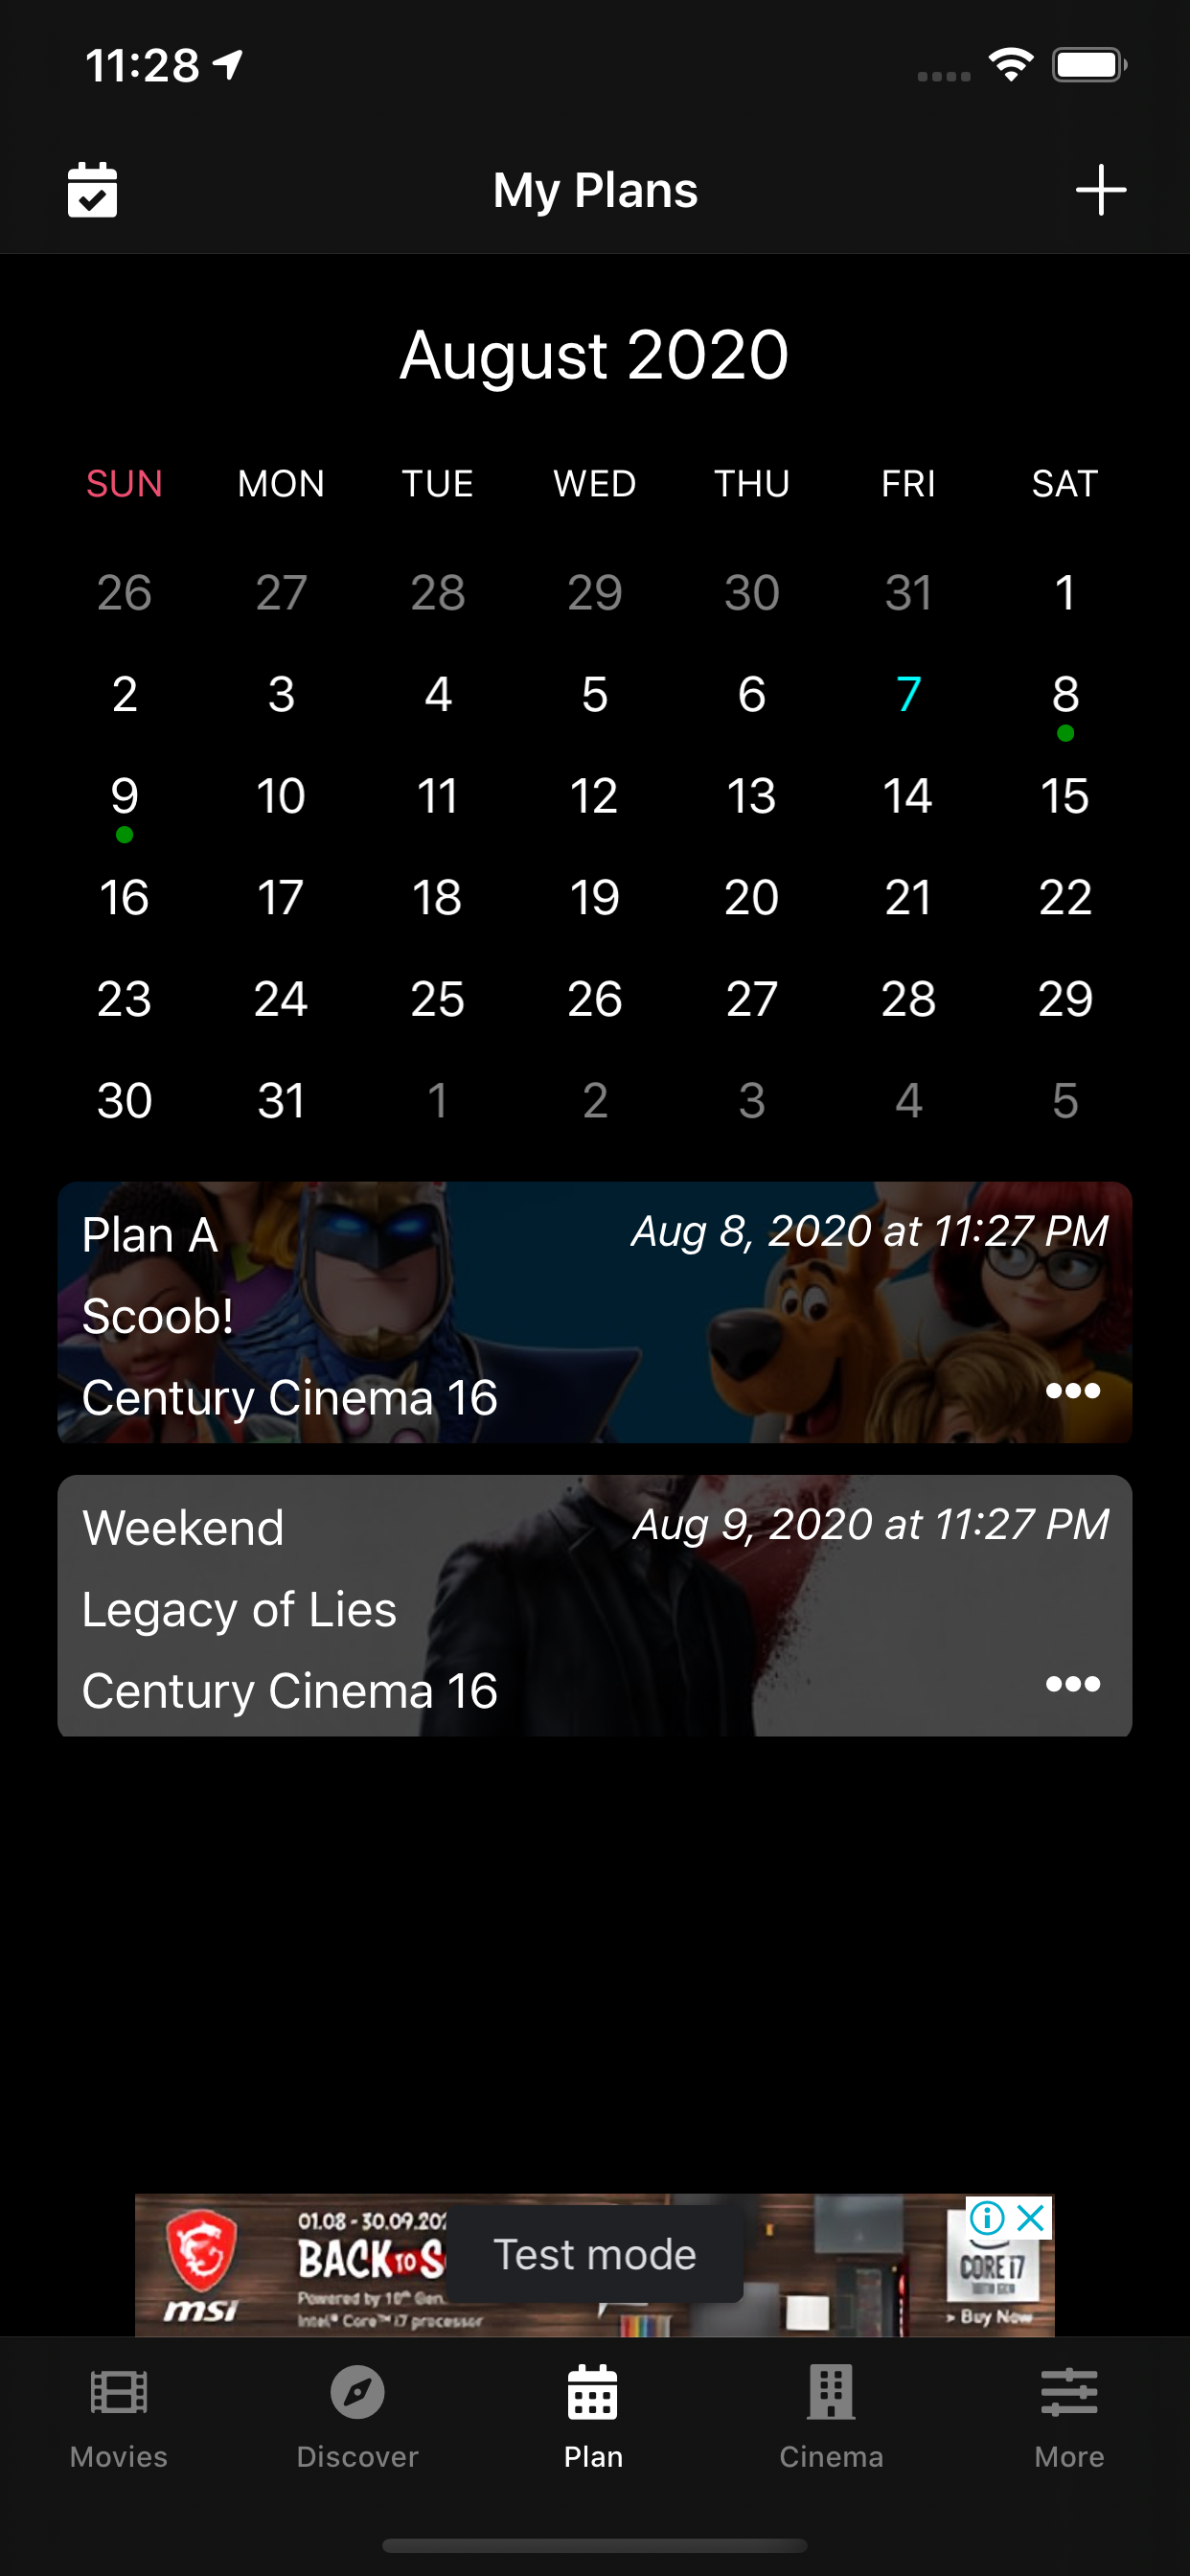 11:28
My Plans
August 2020
SUN MON TUE WED THU FRI SAT
26 27 28 29 30 31 1
2 3 4 5 6 7 8
9 10 11 12 13 14 15
16 17 18 19 20 21 22
23 24 25 26 27 28 29
30 31 1 2 3 4 5
Plan A Aug 8, 2020 at 11:27 PM
Scoob!
Century Cinema 16
Weekend Aug 9, 2020 at 11:27 PM
Legacy of Lies
Century Cinema 16
01.08 - 30.09.202
BACK TO S
Powered by 10th Gen.
Intel® Core™ i7 processor
msi
Test mode
CORE i7
10TH GEN
> Buy Now
Movies Discover Plan Cinema More